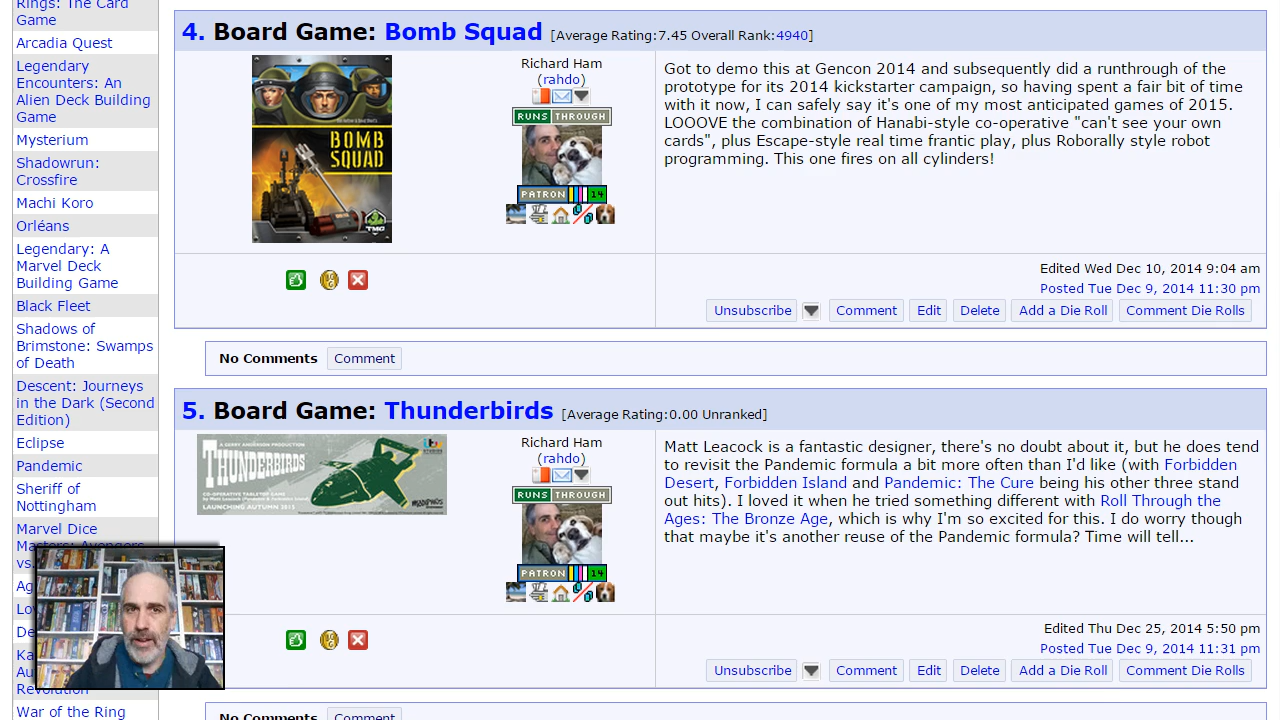 Rings: The Card
Game
Arcadia Quest
Legendary
Encounters: An
Alien Deck Building
Game
Mysterium
Shadowrun:
Crossfire
Machi Koro
Orléans
Legendary: A
Marvel Deck
Building Game
Black Fleet
Shadows of
Brimstone: Swamps
of Death
Descent: Journeys
in the Dark (Second
Edition)
Eclipse
Pandemic
Sheriff of
Nottingham
Marvel Dice
War of the Ring
4. Board Game: Bomb Squad [Average Rating:7.45 Overall Rank:4940]
BOMB
SQUAD
TMG
Richard Ham
(rahdo)
RUNS THROUGH
PATRON 14
Got to demo this at Gencon 2014 and subsequently did a runthrough of the
prototype for its 2014 kickstarter campaign, so having spent a fair bit of time
with it now, I can safely say it's one of my most anticipated games of 2015.
LOOOVE the combination of Hanabi-style co-operative "can't see your own
cards", plus Escape-style real time frantic play, plus Roborally style robot
programming. This one fires on all cylinders!
Edited Wed Dec 10, 2014 9:04 am
Posted Tue Dec 9, 2014 11:30 pm
Unsubscribe Comment Edit Delete Add a Die Roll Comment Die Rolls
No Comments Comment
5. Board Game: Thunderbirds [Average Rating:0.00 Unranked]
A GERRY ANDERSON PRODUCTION
THUNDERBIRDS
CO-OPERATIVE TABLETOP GAME
LAUNCHING AUTUMN 2015
MODIPHIUS
itv
STUDIOS
Richard Ham
(rahdo)
RUNS THROUGH
PATRON 14
Matt Leacock is a fantastic designer, there's no doubt about it, but he does tend
to revisit the Pandemic formula a bit more often than I'd like (with Forbidden
Desert, Forbidden Island and Pandemic: The Cure being his other three stand
out hits). I loved it when he tried something different with Roll Through the
Ages: The Bronze Age, which is why I'm so excited for this. I do worry though
that maybe it's another reuse of the Pandemic formula? Time will tell...
Edited Thu Dec 25, 2014 5:50 pm
Posted Tue Dec 9, 2014 11:31 pm
Unsubscribe Comment Edit Delete Add a Die Roll Comment Die Rolls
No Comments Comment